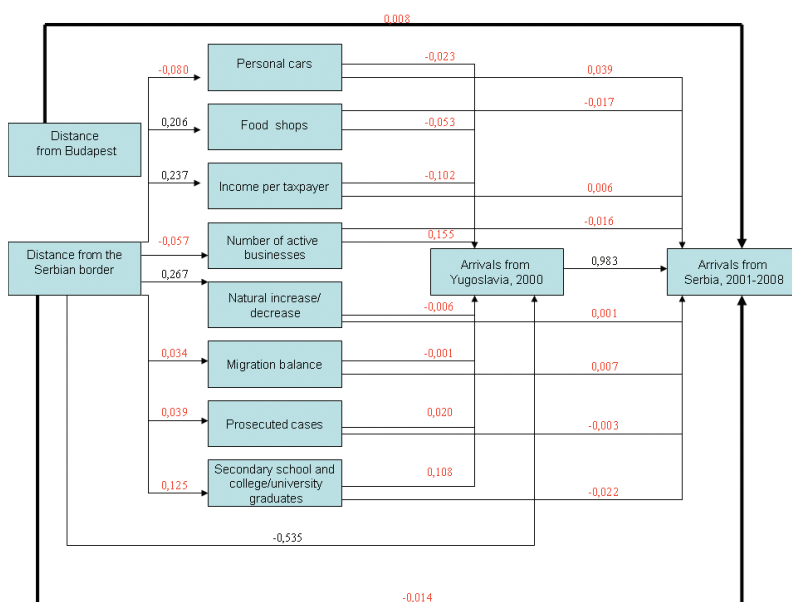 0,008
Personal cars
-0,023
-0,080
0,039
-0,017
Distance
from Budapest
0,206
Food shops
-0,053
0,237
Income per taxpayer
-0,102
0,006
-0,016
Distance from the
Serbian border
-0,057
Number of active
businesses
0,155
Arrivals from
Yugoslavia, 2000
0,983
Arrivals from
Serbia, 2001-2008
0,267
Natural increase/
decrease
-0,006
0,001
0,034
Migration balance
-0,001
0,007
0,039
Prosecuted cases
0,020
-0,003
0,125
Secondary school and
college/university
graduates
0,108
-0,022
-0,535
-0,014